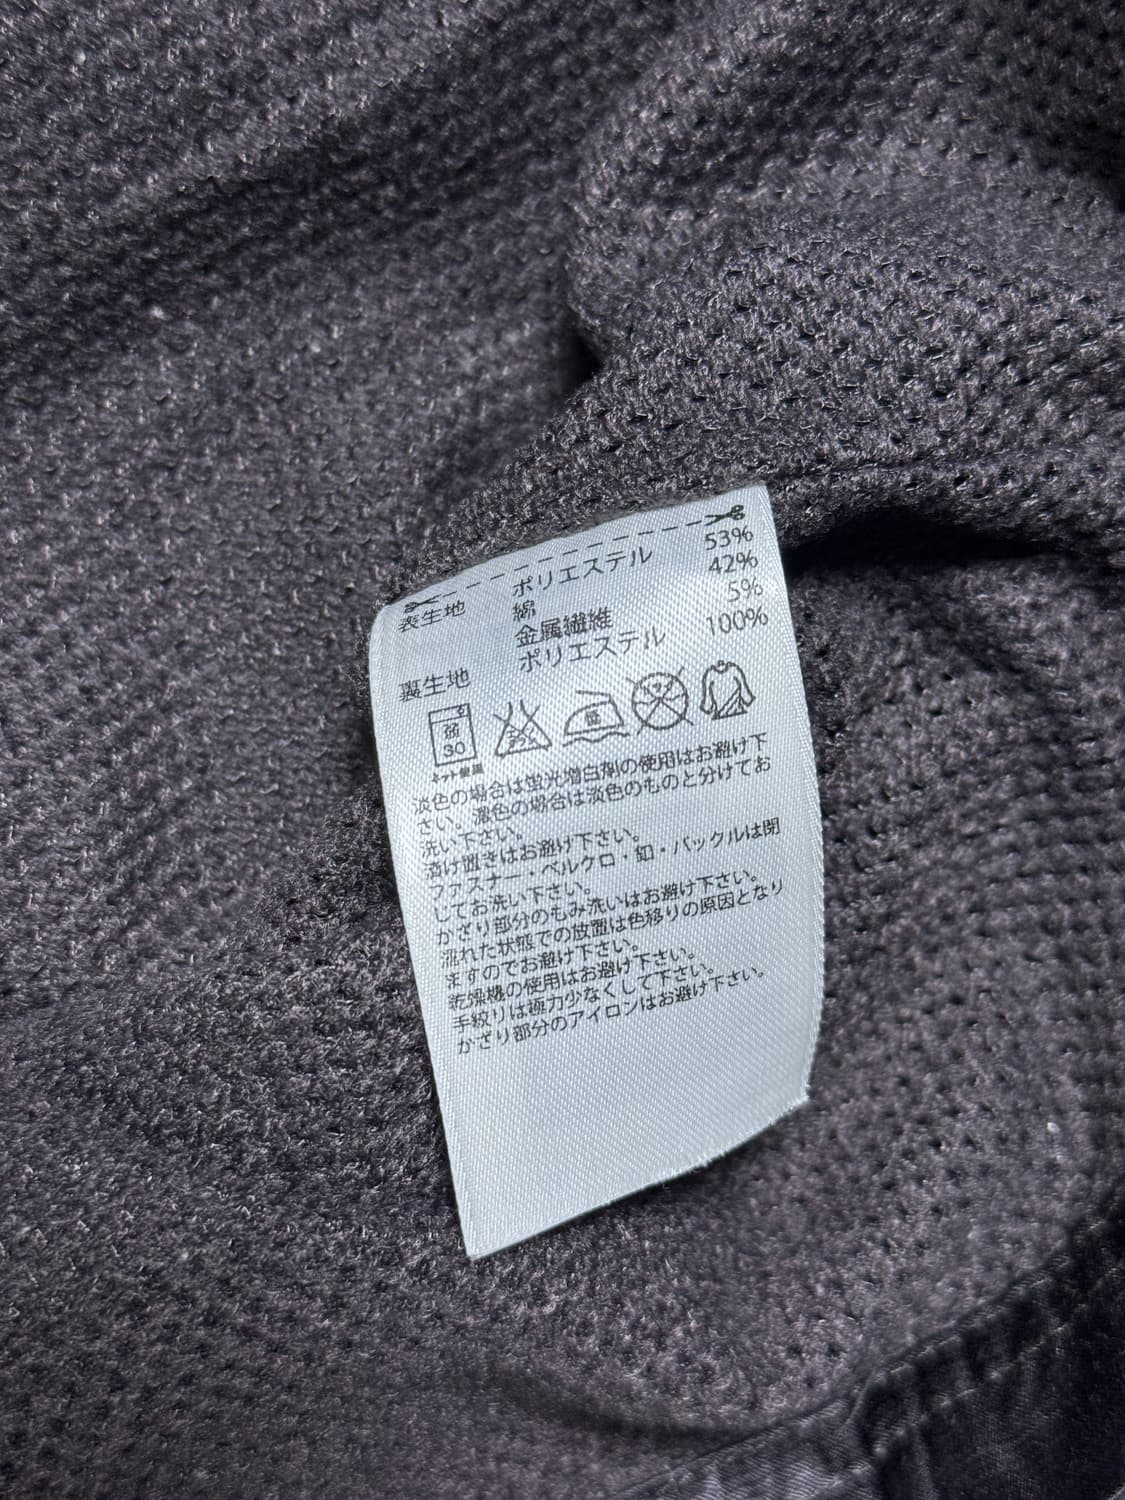 表生地 ポリエステル 53%
綿 42%
金属繊維 5%
裏生地 ポリエステル 100%
弱
30
ネット使用
低
ドライ
淡色の場合は蛍光増白剤の使用はお避け下
さい。濃色の場合は淡色のものと分けてお
洗い下さい。
漬け置きはお避け下さい。
ファスナー・ベルクロ・釦・バックルは閉
してお洗い下さい。
かざり部分のもみ洗いはお避け下さい。
濡れた状態での放置は色移りの原因となり
ますのでお避け下さい。
乾燥機の使用はお避け下さい。
手絞りは極力少なくして下さい。
かざり部分のアイロンはお避け下さい。